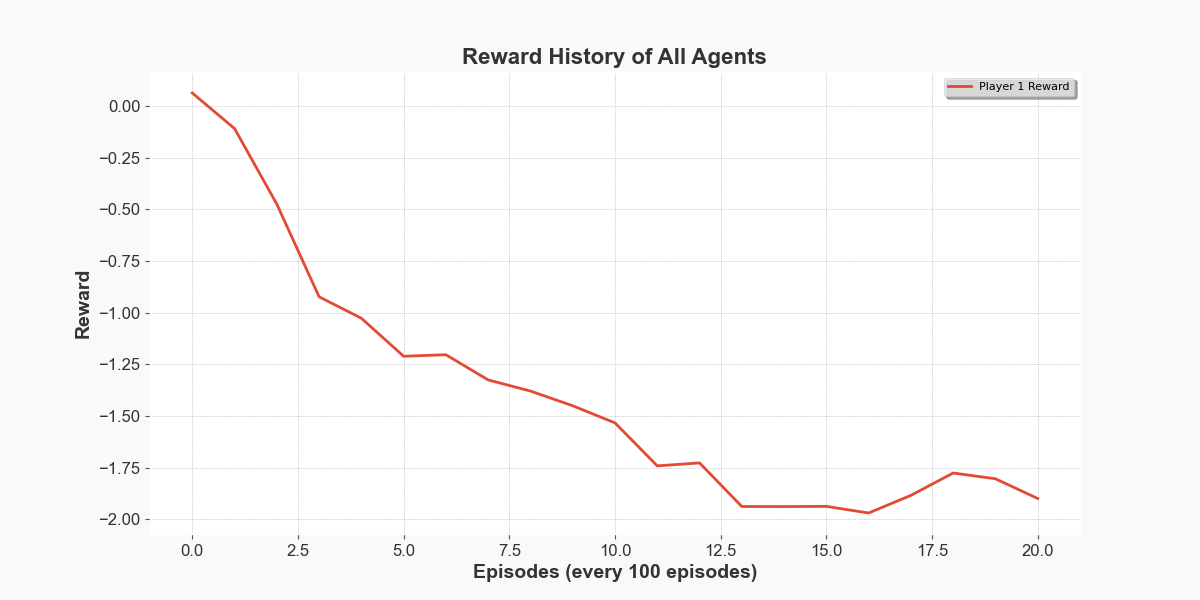 Reward History of All Agents
Player 1 Reward
Reward
0.00
−0.25
−0.50
−0.75
−1.00
−1.25
−1.50
−1.75
−2.00
0.0 2.5 5.0 7.5 10.0 12.5 15.0 17.5 20.0
Episodes (every 100 episodes)